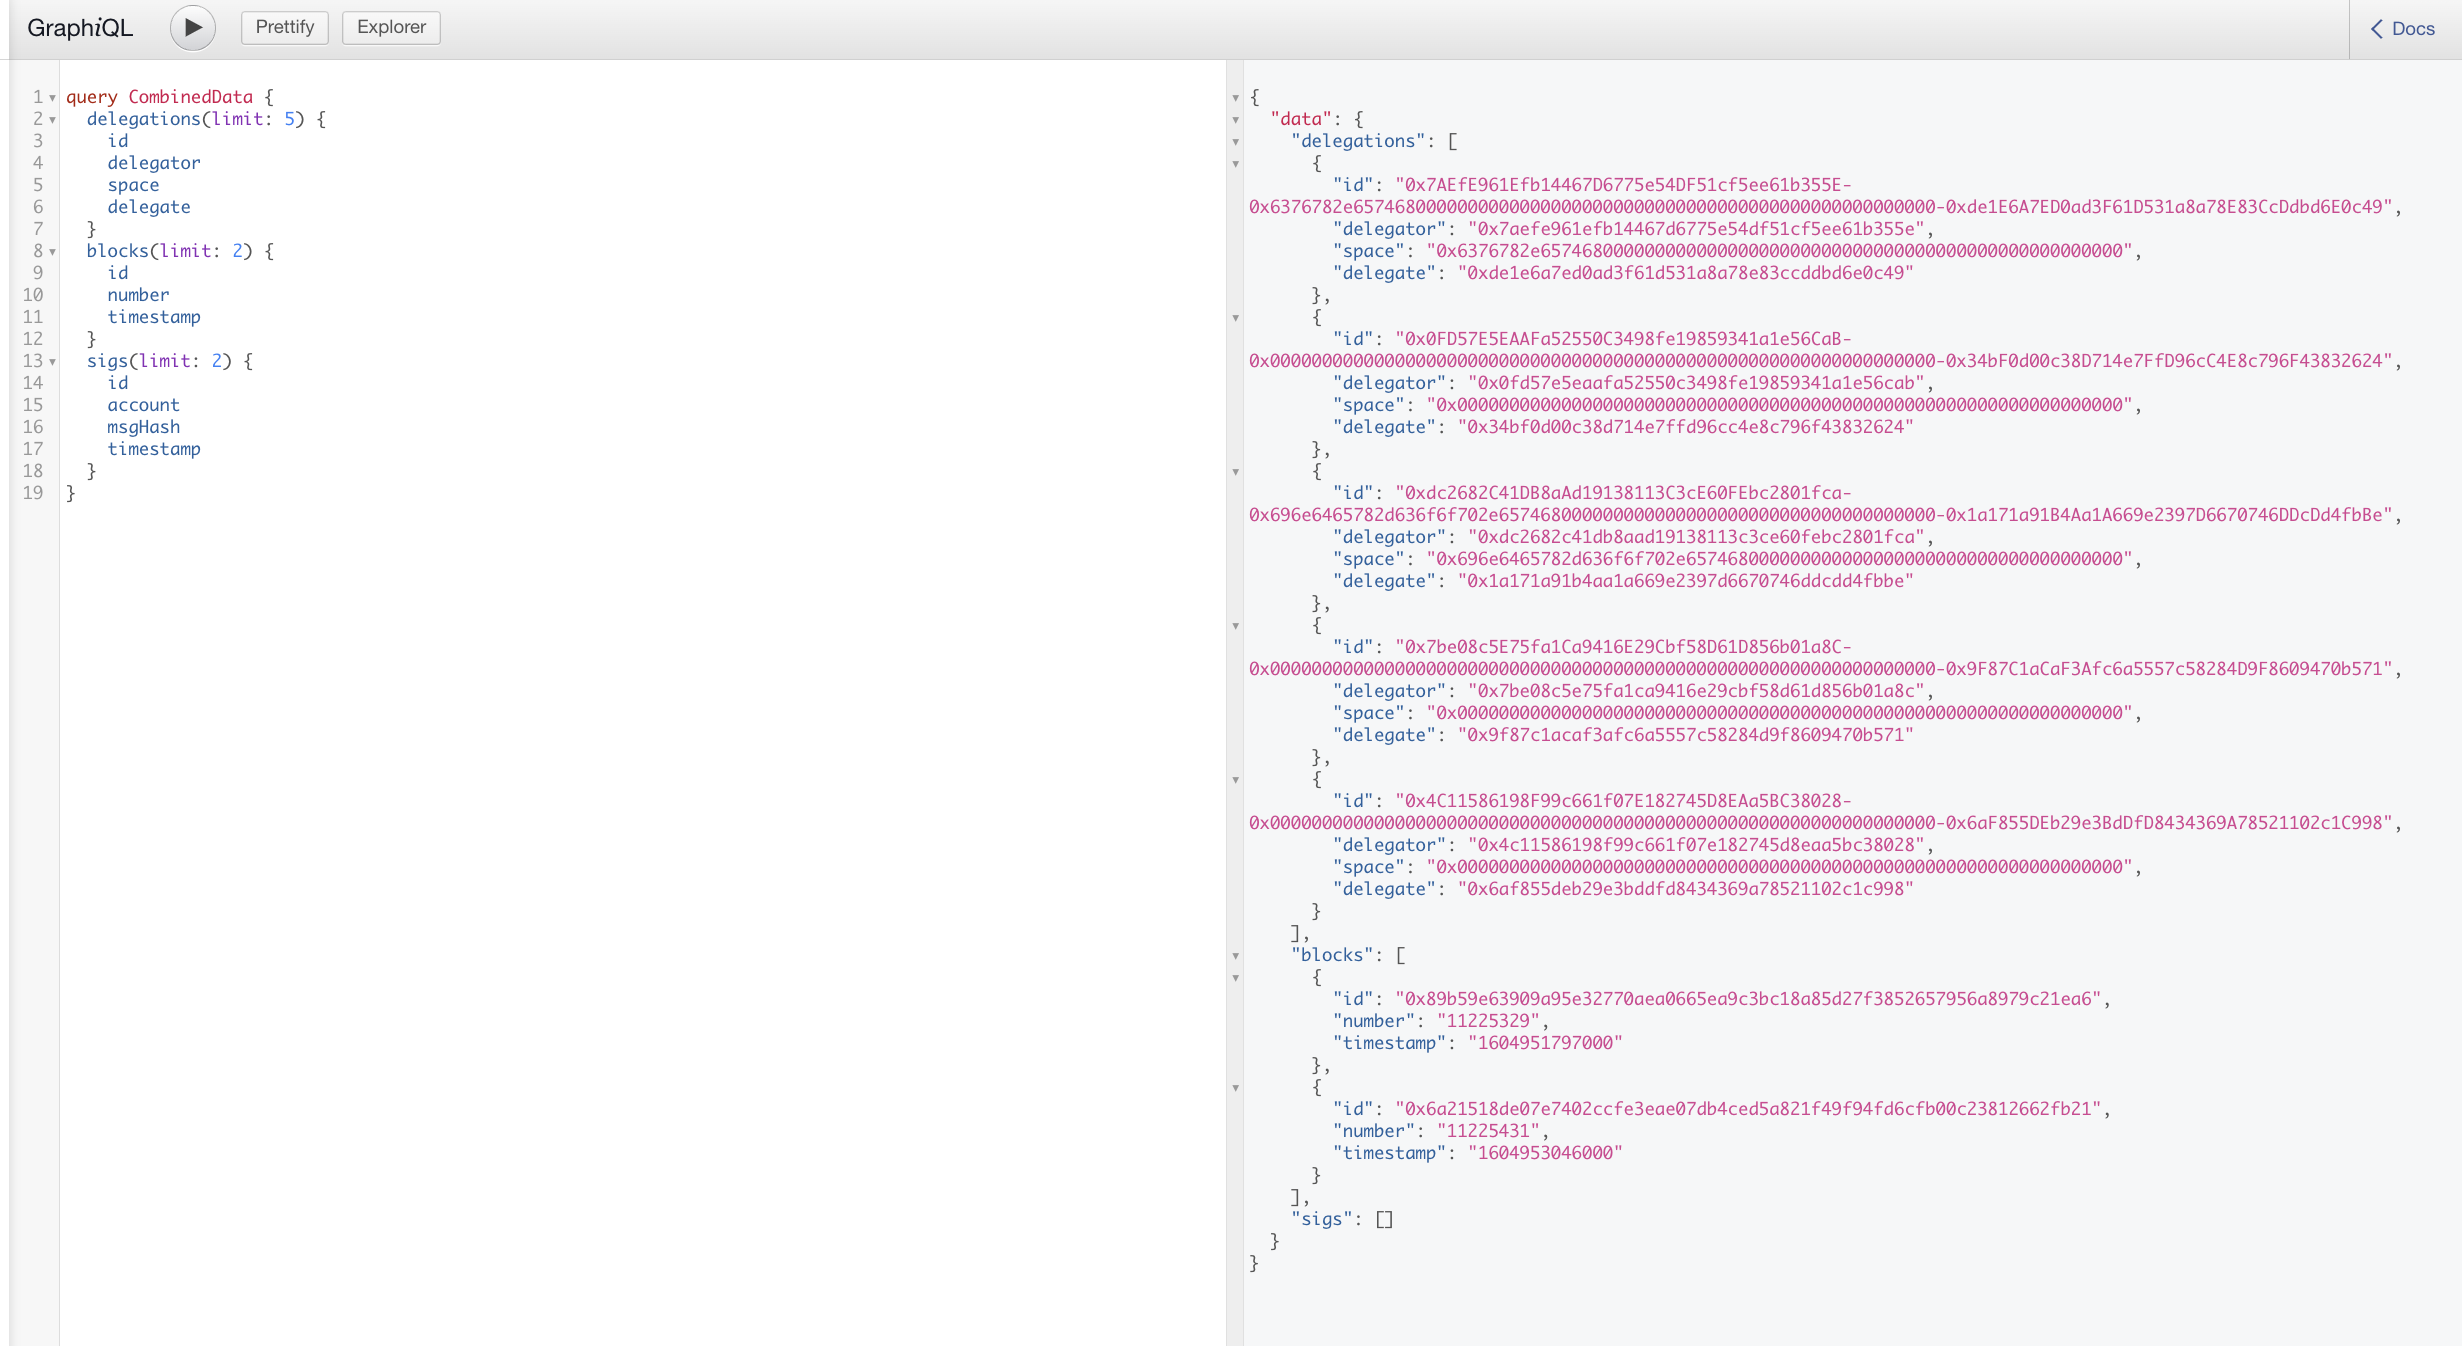 GraphiQL
Prettify
Explorer
Docs
1 query CombinedData {
2 delegations(limit: 5) {
3 id
4 delegator
5 space
6 delegate
7 }
8 blocks(limit: 2) {
9 id
10 number
11 timestamp
12 }
13 sigs(limit: 2) {
14 id
15 account
16 msgHash
17 timestamp
18 }
19 }
{
"data": {
"delegations": [
{
"id": "0x7AEfE961Efb14467D6775e54DF51cf5ee61b355E-
0x6376782e65746800000000000000000000000000000000000000000000000000-0xde1E6A7ED0ad3F61D531a8a78E83CcDdbd6E0c49",
"delegator": "0x7aefe961efb14467d6775e54df51cf5ee61b355e",
"space": "0x6376782e65746800000000000000000000000000000000000000000000000000",
"delegate": "0xde1e6a7ed0ad3f61d531a8a78e83ccddbd6e0c49"
},
{
"id": "0x0FD57E5EAAFa52550C3498fe19859341a1e56CaB-
0x0000000000000000000000000000000000000000000000000000000000000000-0x34bF0d00c38D714e7FfD96cC4E8c796F43832624",
"delegator": "0x0fd57e5eaafa52550c3498fe19859341a1e56cab",
"space": "0x0000000000000000000000000000000000000000000000000000000000000000",
"delegate": "0x34bf0d00c38d714e7ffd96cc4e8c796f43832624"
},
{
"id": "0xdc2682C41DB8aAd19138113C3cE60FEbc2801fca-
0x696e6465782d636f6f702e657468000000000000000000000000000000000000-0x1a171a91B4Aa1A669e2397D6670746DDcDd4fbBe",
"delegator": "0xdc2682c41db8aad19138113c3ce60febc2801fca",
"space": "0x696e6465782d636f6f702e657468000000000000000000000000000000000000",
"delegate": "0x1a171a91b4aa1a669e2397d6670746ddcdd4fbbe"
},
{
"id": "0x7be08c5E75fa1Ca9416E29Cbf58D61D856b01a8C-
0x0000000000000000000000000000000000000000000000000000000000000000-0x9F87C1aCaF3Afc6a5557c58284D9F8609470b571",
"delegator": "0x7be08c5e75fa1ca9416e29cbf58d61d856b01a8c",
"space": "0x0000000000000000000000000000000000000000000000000000000000000000",
"delegate": "0x9f87c1acaf3afc6a5557c58284d9f8609470b571"
},
{
"id": "0x4C11586198F99c661f07E182745D8EAa5BC38028-
0x0000000000000000000000000000000000000000000000000000000000000000-0x6aF855DEb29e3BdDfD8434369A78521102c1C998",
"delegator": "0x4c11586198f99c661f07e182745d8eaa5bc38028",
"space": "0x0000000000000000000000000000000000000000000000000000000000000000",
"delegate": "0x6af855deb29e3bddfd8434369a78521102c1c998"
}
],
"blocks": [
{
"id": "0x89b59e63909a95e32770aea0665ea9c3bc18a85d27f3852657956a8979c21ea6",
"number": "11225329",
"timestamp": "1604951797000"
},
{
"id": "0x6a21518de07e7402ccfe3eae07db4ced5a821f49f94fd6cfb00c23812662fb21",
"number": "11225431",
"timestamp": "1604953046000"
}
],
"sigs": []
}
}